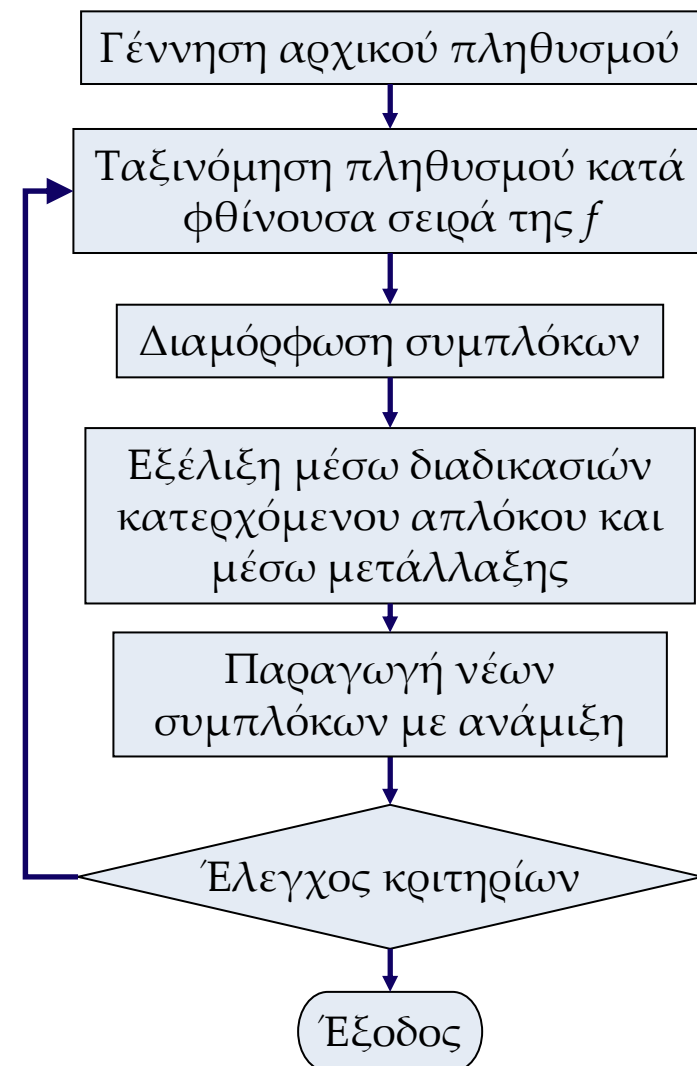 Γέννηση αρχικού πληθυσμού
Ταξινόμηση πληθυσμού κατά
φθίνουσα σειρά της f
Διαμόρφωση συμπλόκων
Εξέλιξη μέσω διαδικασιών
κατερχόμενου απλόκου και
μέσω μετάλλαξης
Παραγωγή νέων
συμπλόκων με ανάμιξη
Έλεγχος κριτηρίων
Έξοδος